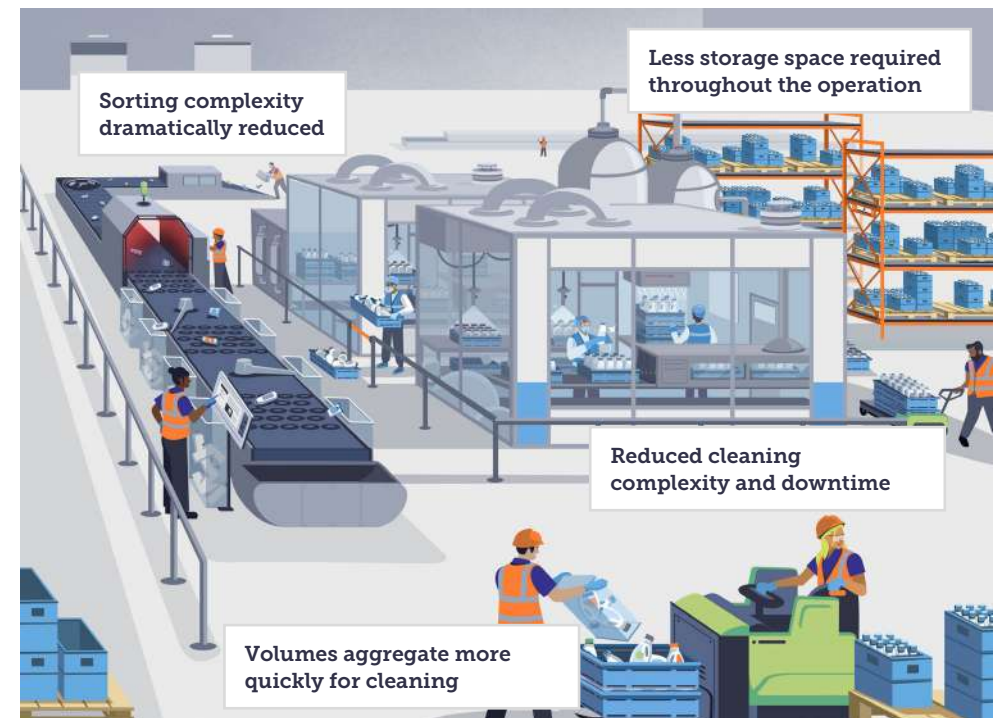 Less storage space required
throughout the operation
Sorting complexity
dramatically reduced
Reduced cleaning
complexity and downtime
Volumes aggregate more
quickly for cleaning